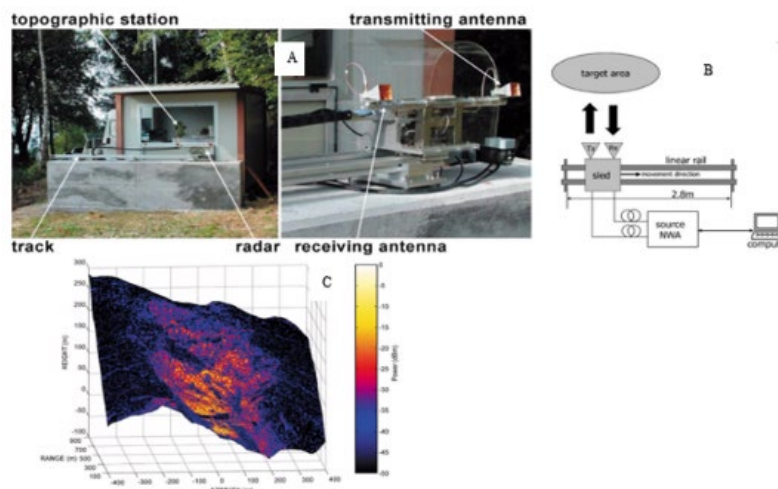 topographic station
transmitting antenna
A
track
radar
receiving antenna
B
target area
Tx
Rx
linear rail
sled
movement direction
2.8m
source
NWA
comput
C
300
250
200
150
100
50
0
-50
-100
HEIGHT (m)
900
700
500
300
100
RANGE (m)
-400
-300
-200
-100
0
100
200
300
400
0
-5
-10
-15
-20
-25
-30
-35
-40
-45
-50
Power (dBm)